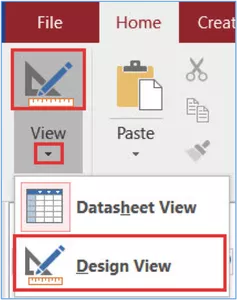 File Home Creat
View Paste
Datasheet View
Design View